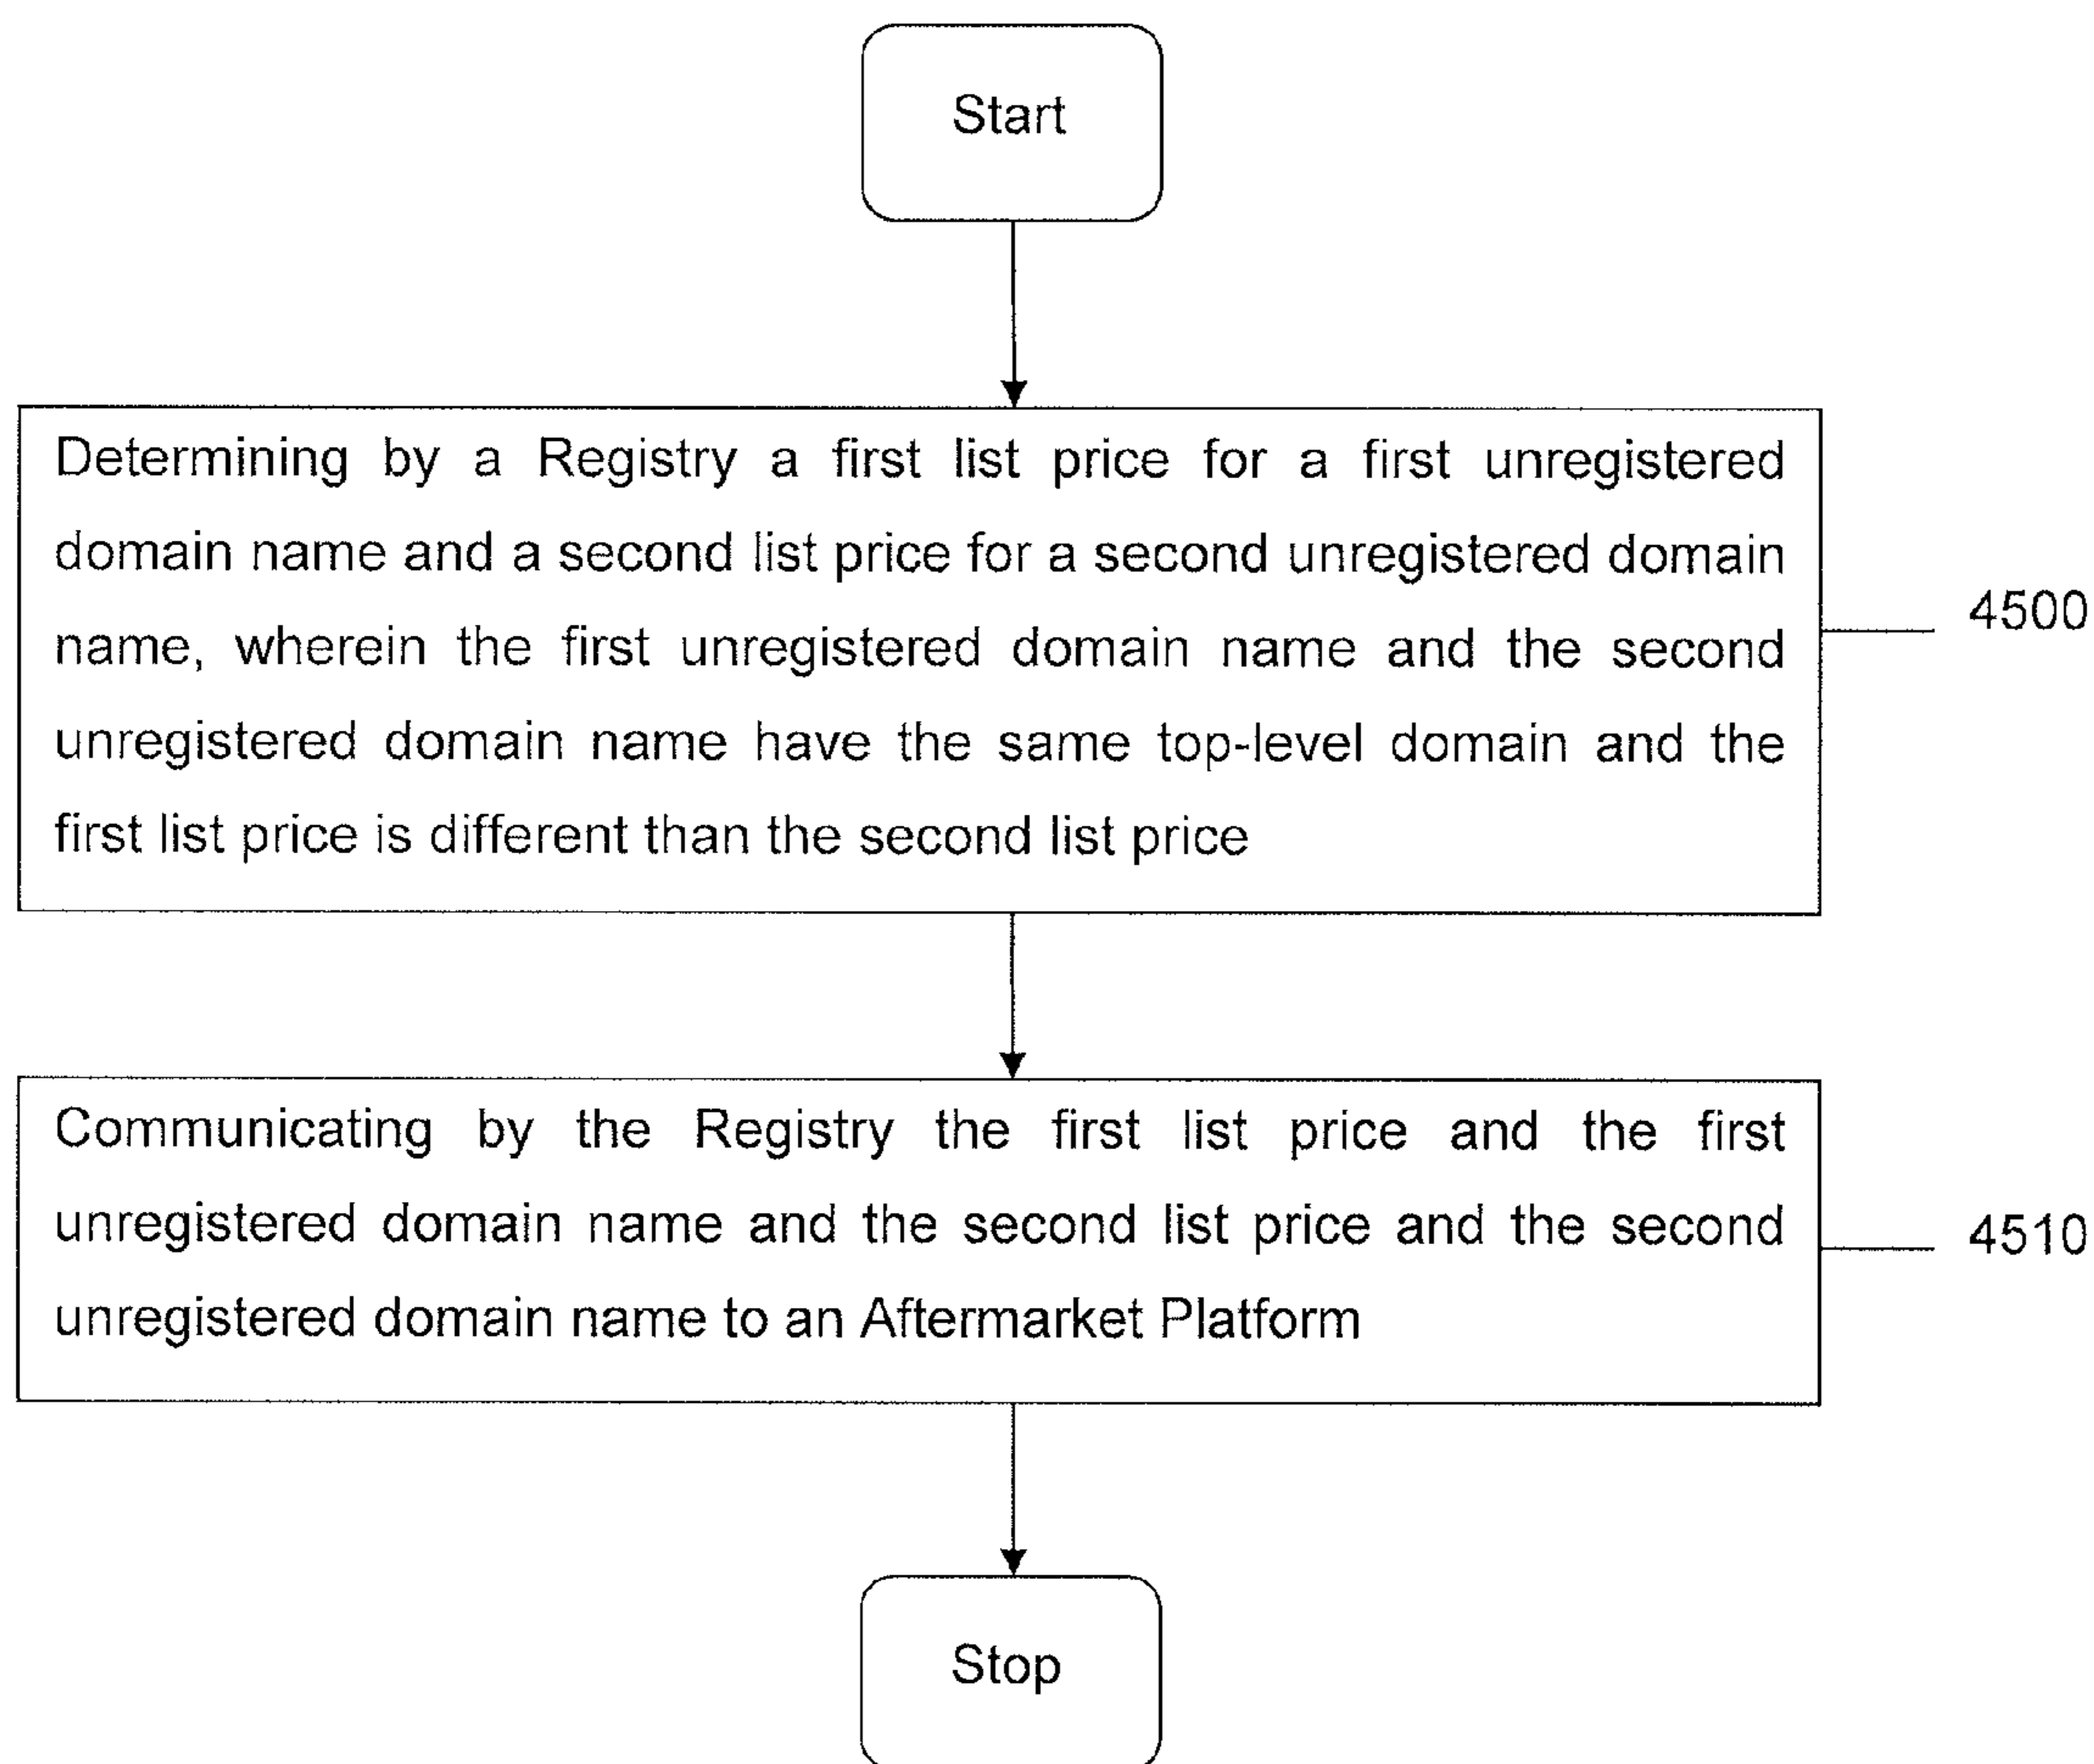 Start
Determining by a Registry a first list price for a first unregistered
domain name and a second list price for a second unregistered domain
name, wherein the first unregistered domain name and the second
unregistered domain name have the same top-level domain and the
first list price is different than the second list price
4500
Communicating by the Registry the first list price and the first
unregistered domain name and the second list price and the second
unregistered domain name to an Aftermarket Platform
4510
Stop